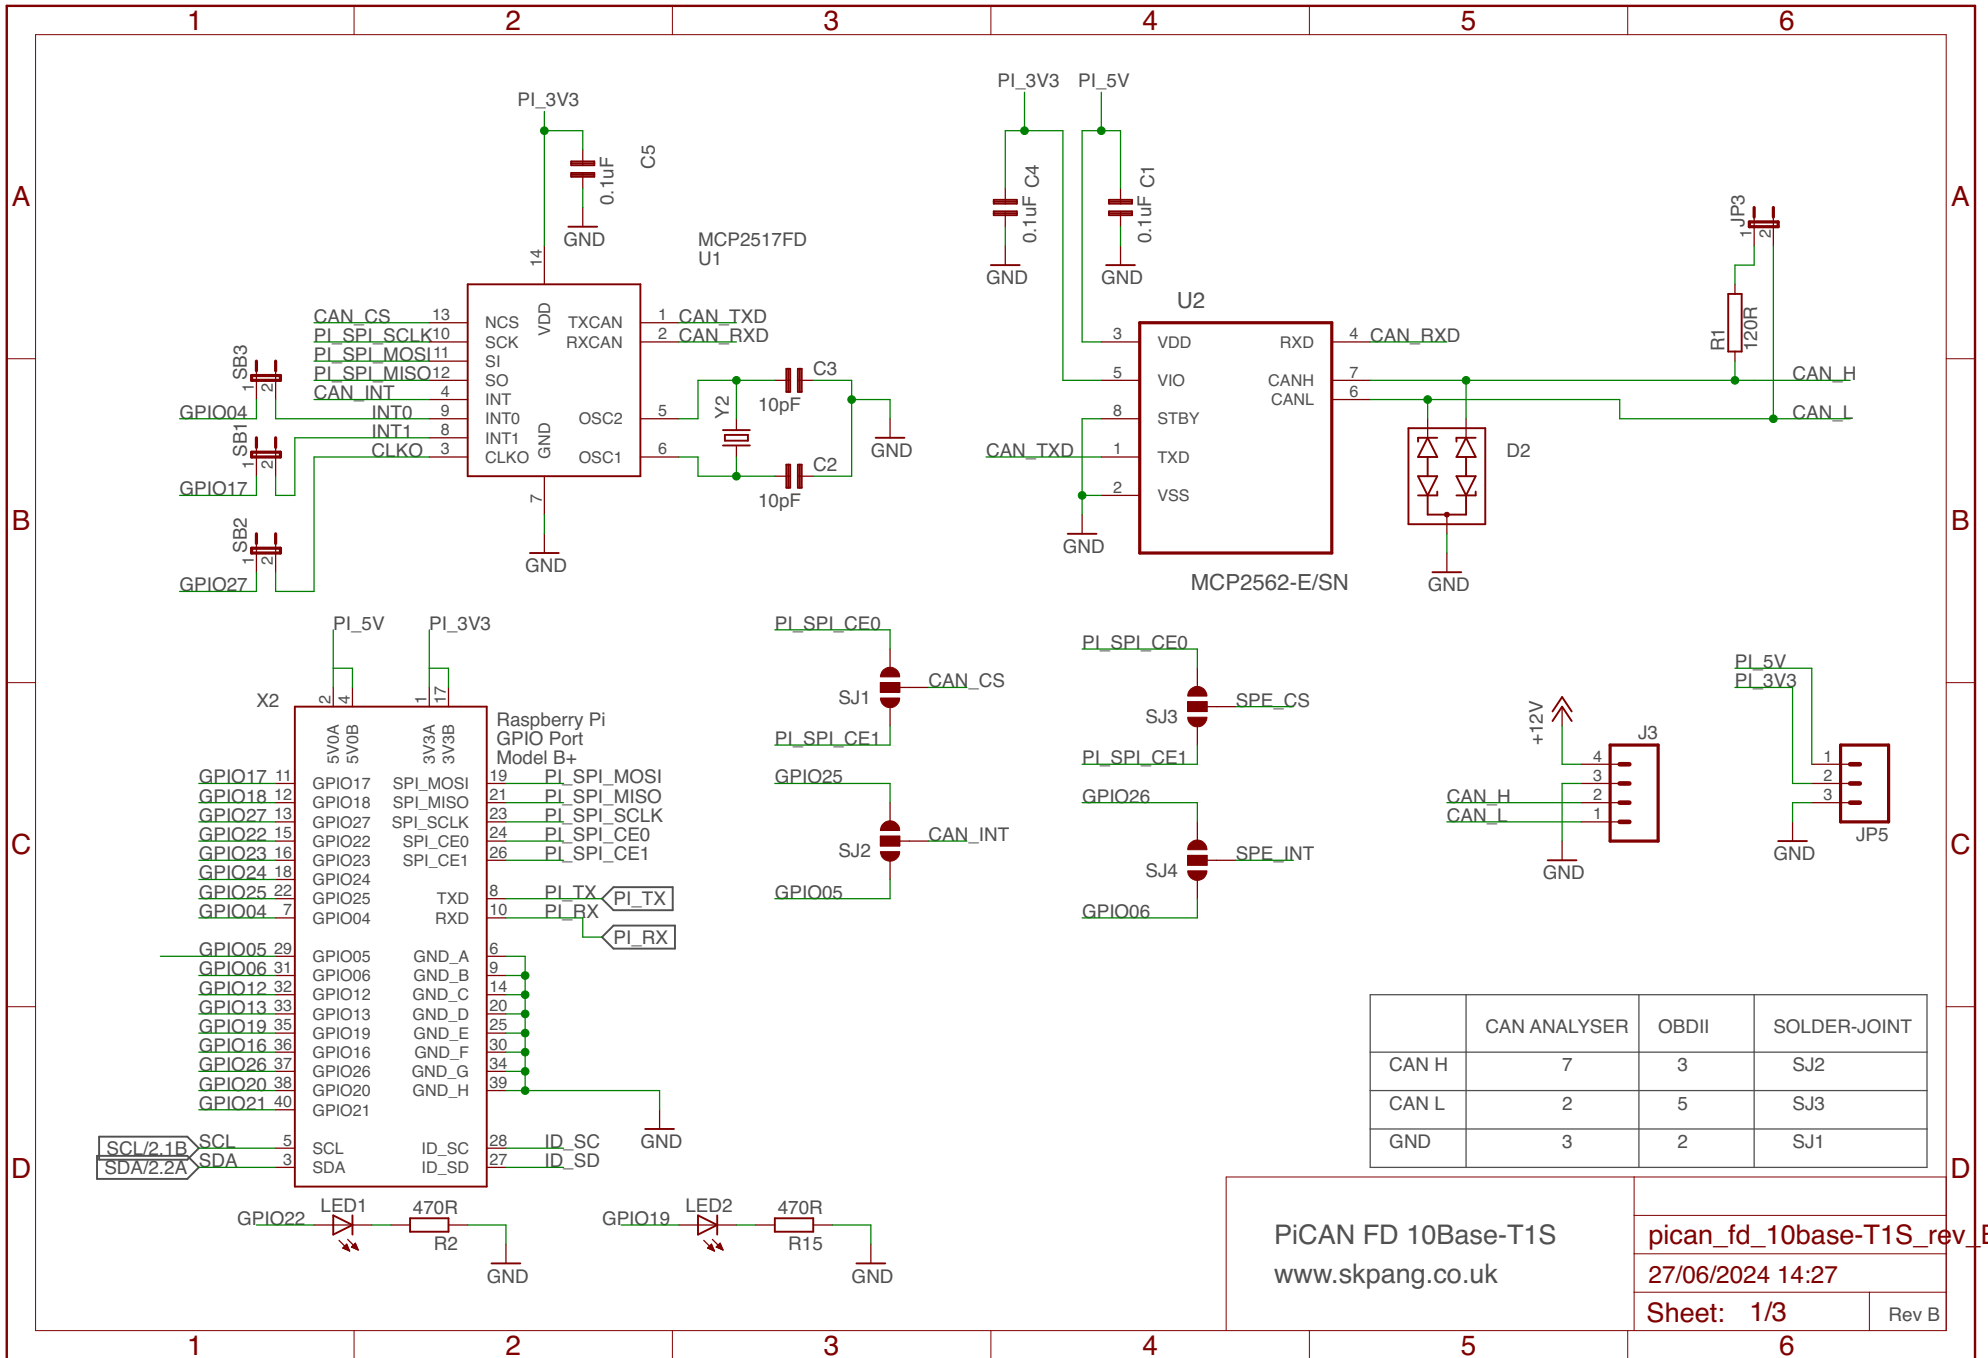 1 2 3 4 5 6
A A
B B
C C
D D
1 2 3 4 5 6
PI_3V3
C5
0.1uF
GND
MCP2517FD
U1
14
VDD
CAN_CS 13 NCS
PI_SPI_SCLK 10 SCK
PI_SPI_MOSI 11 SI
PI_SPI_MISO 12 SO
CAN_INT 4 INT
INT0 9 INT0
INT1 8 INT1
CLKO 3 CLKO
TXCAN 1 CAN_TXD
RXCAN 2 CAN_RXD
OSC2 5
OSC1 6
GND
7
GND
SB3
1 2
GPIO04
SB1
1 2
GPIO17
SB2
1 2
GPIO27
Y2
C3
10pF
C2
10pF
GND
PI_3V3 PI_5V
0.1uF C4
GND
0.1uF C1
GND
U2
3 VDD
5 VIO
8 STBY
CAN_TXD 1 TXD
2 VSS
RXD 4 CAN_RXD
CANH 7
CANL 6
GND
MCP2562-E/SN
D2
GND
JP3
1 2
R1
120R
CAN_H
CAN_L
PI_5V PI_3V3
X2
2 4 1 17
5V0A 5V0B 3V3A 3V3B
Raspberry Pi
GPIO Port
Model B+
GPIO17 11 GPIO17
GPIO18 12 GPIO18
GPIO27 13 GPIO27
GPIO22 15 GPIO22
GPIO23 16 GPIO23
GPIO24 18 GPIO24
GPIO25 22 GPIO25
GPIO04 7 GPIO04
GPIO05 29 GPIO05
GPIO06 31 GPIO06
GPIO12 32 GPIO12
GPIO13 33 GPIO13
GPIO19 35 GPIO19
GPIO16 36 GPIO16
GPIO26 37 GPIO26
GPIO20 38 GPIO20
GPIO21 40 GPIO21
SCL/2.1B SCL 5 SCL
SDA/2.2A SDA 3 SDA
SPI_MOSI 19 PI_SPI_MOSI
SPI_MISO 21 PI_SPI_MISO
SPI_SCLK 23 PI_SPI_SCLK
SPI_CE0 24 PI_SPI_CE0
SPI_CE1 26 PI_SPI_CE1
TXD 8 PI_TX PI_TX
RXD 10 PI_RX
PI_RX
GND_A 6
GND_B 9
GND_C 14
GND_D 20
GND_E 25
GND_F 30
GND_G 34
GND_H 39
GND
ID_SC 28 ID_SC
ID_SD 27 ID_SD
PI_SPI_CE0
SJ1 CAN_CS
PI_SPI_CE1
GPIO25
SJ2 CAN_INT
GPIO05
PI_SPI_CE0
SJ3 SPE_CS
PI_SPI_CE1
GPIO26
SJ4 SPE_INT
GPIO06
+12V
J3
4
3
CAN_H 2
CAN_L 1
GND
PI_5V
PI_3V3
1
2
3
GND
JP5
GPIO22 LED1 470R
R2
GND
GPIO19 LED2 470R
R15
GND
CAN ANALYSER OBDII SOLDER-JOINT
CAN H 7 3 SJ2
CAN L 2 5 SJ3
GND 3 2 SJ1
PiCAN FD 10Base-T1S
www.skpang.co.uk
pican_fd_10base-T1S_rev_B
27/06/2024 14:27
Sheet: 1/3
Rev B